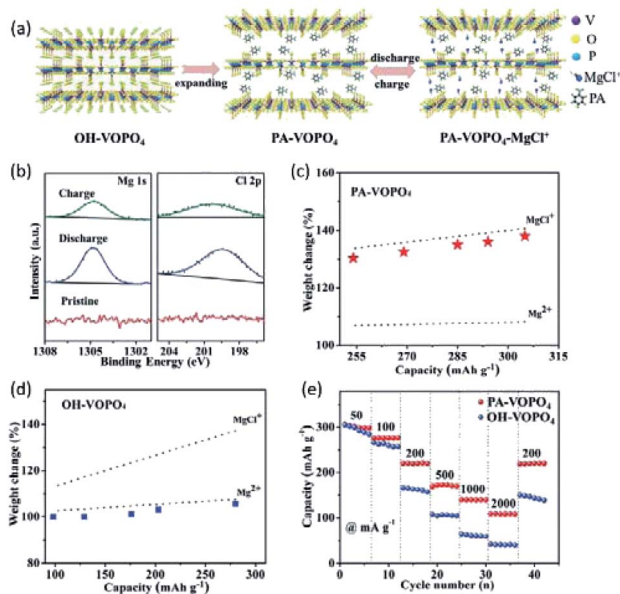 (a)
V
O
P
MgCl⁺
PA
expanding
discharge
charge
OH-VOPO₄
PA-VOPO₄
PA-VOPO₄-MgCl⁺
(b)
Mg 1s
Cl 2p
Charge
Discharge
Pristine
Intensity (a.u.)
1308 1305 1302 204 201 198
Binding Energy (eV)
(c)
PA-VOPO₄
MgCl⁺
Mg²⁺
Weight change (%)
160
140
120
100
255 270 285 300 315
Capacity (mAh g⁻¹)
(d)
OH-VOPO₄
MgCl⁺
Mg²⁺
Weight change (%)
140
120
100
100 150 200 250 300
Capacity (mAh g⁻¹)
(e)
PA-VOPO₄
OH-VOPO₄
50
100
200
500
1000
2000
200
@ mA g⁻¹
Capacity (mAh g⁻¹)
400
300
200
100
0
0 10 20 30 40
Cycle number (n)